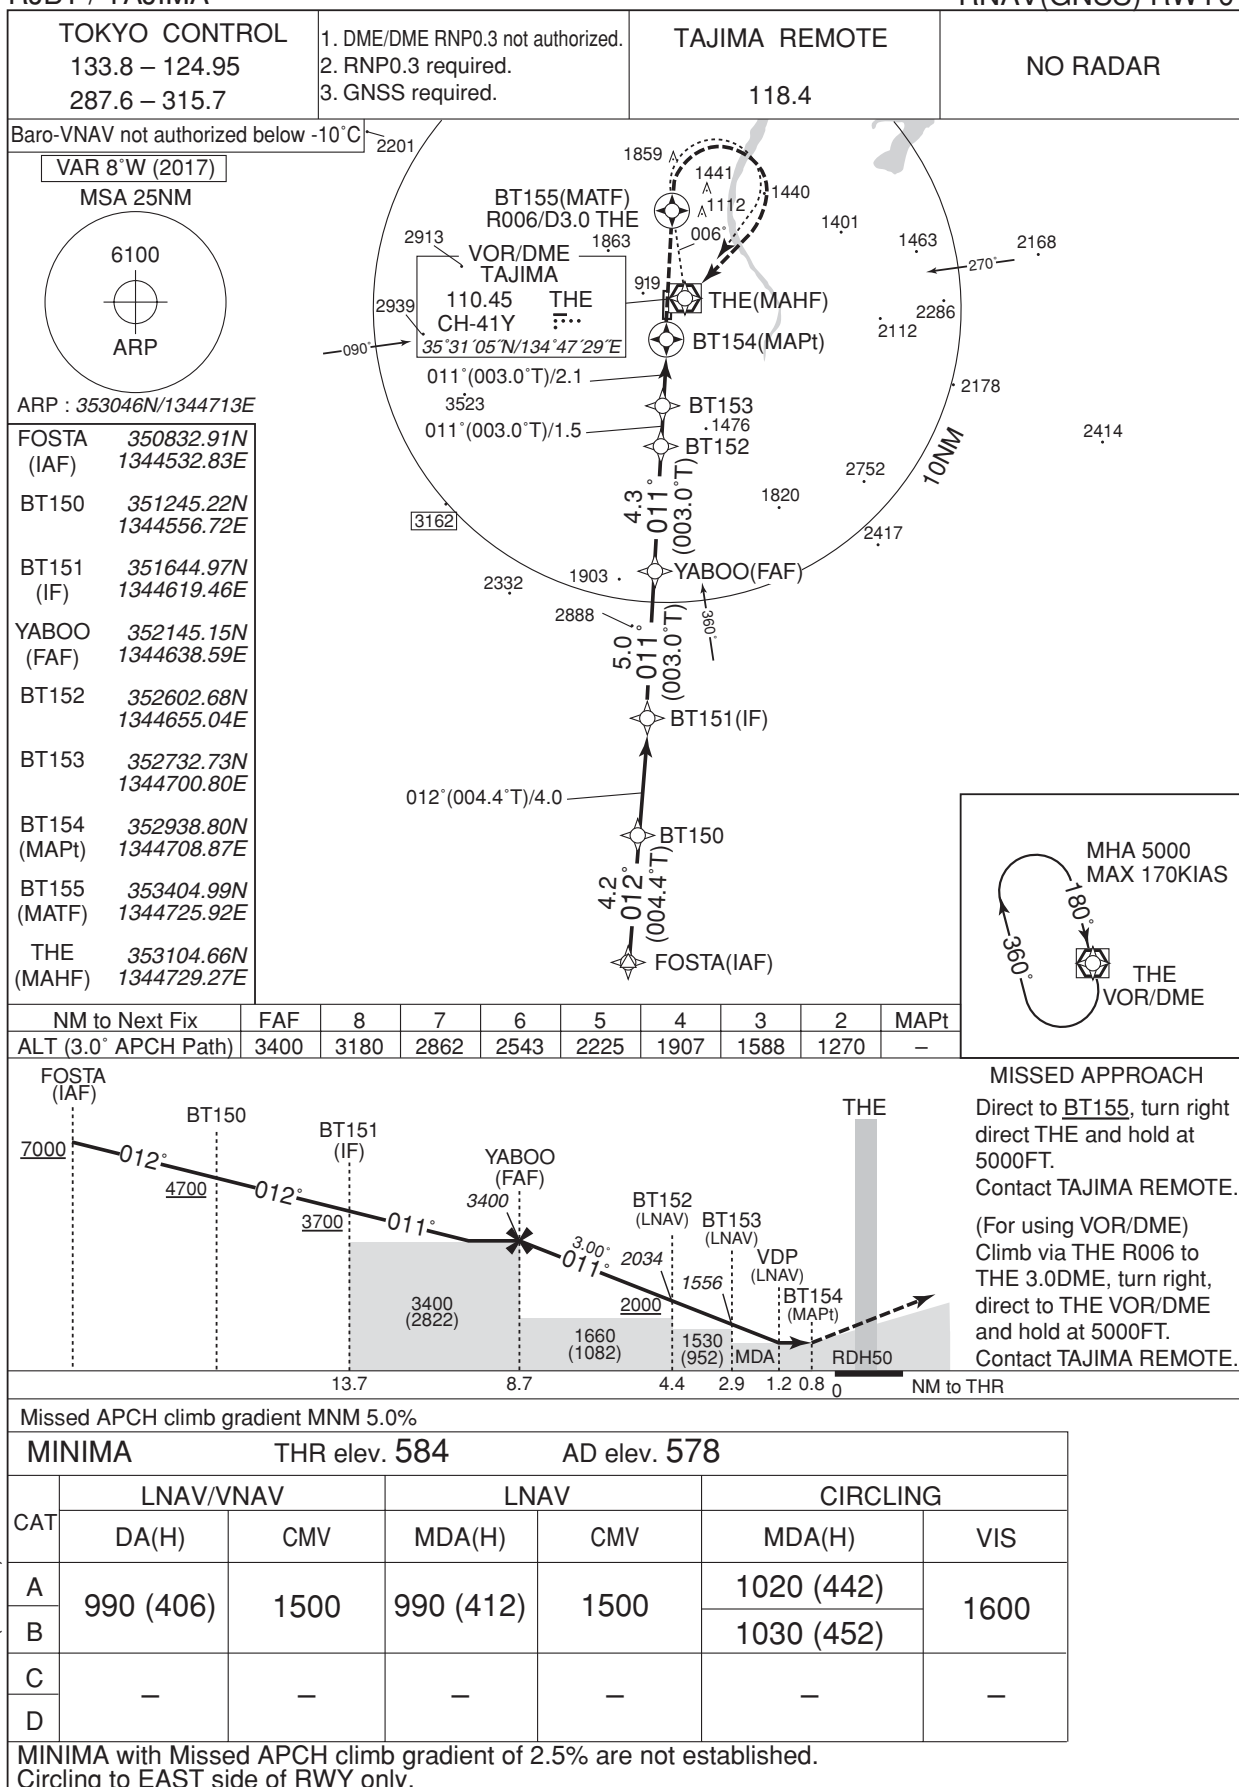 TOKYO CONTROL
133.8 – 124.95
287.6 – 315.7
1. DME/DME RNP0.3 not authorized.
2. RNP0.3 required.
3. GNSS required.
TAJIMA REMOTE
118.4
NO RADAR
Baro-VNAV not authorized below -10˚C
VAR 8˚W (2017)
MSA 25NM
6100
ARP
ARP : 353046N/1344713E
FOSTA 350832.91N
(IAF) 1344532.83E
BT150 351245.22N
1344556.72E
BT151 351644.97N
(IF) 1344619.46E
YABOO 352145.15N
(FAF) 1344638.59E
BT152 352602.68N
1344655.04E
BT153 352732.73N
1344700.80E
BT154 352938.80N
(MAPt) 1344708.87E
BT155 353404.99N
(MATF) 1344725.92E
THE 353104.66N
(MAHF) 1344729.27E
2201
1859
1441
1112
1440
BT155(MATF)
R006/D3.0 THE
006˚
1401
1463
2168
270˚
2913
1863
VOR/DME
TAJIMA
110.45 THE
CH-41Y
35˚31´05˝N/134˚47´29˝E
919
THE(MAHF)
2939
2286
2112
090˚
BT154(MAPt)
011˚(003.0˚T)/2.1
2178
3523
BT153
011˚(003.0˚T)/1.5
1476
BT152
2414
10NM
2752
4.3
011˚
(003.0˚T)
1820
3162
2417
YABOO(FAF)
1903
2332
2888
360˚
5.0
011˚
(003.0˚T)
BT151(IF)
012˚(004.4˚T)/4.0
BT150
4.2
012˚
(004.4˚T)
FOSTA(IAF)
MHA 5000
MAX 170KIAS
180˚
360˚
THE
VOR/DME
NM to Next Fix FAF 8 7 6 5 4 3 2 MAPt
ALT (3.0˚ APCH Path) 3400 3180 2862 2543 2225 1907 1588 1270 –
FOSTA
(IAF)
BT150
BT151
(IF)
YABOO
(FAF)
BT152
(LNAV)
BT153
(LNAV)
VDP
(LNAV)
BT154
(MAPt)
THE
7000
012˚
4700
012˚
3700
011˚
3400
3.00˚
011˚
2034
1556
2000
3400
(2822)
1660
(1082)
1530
(952)
MDA
RDH50
13.7 8.7 4.4 2.9 1.2 0.8 0 NM to THR
MISSED APPROACH
Direct to BT155, turn right
direct THE and hold at
5000FT.
Contact TAJIMA REMOTE.
(For using VOR/DME)
Climb via THE R006 to
THE 3.0DME, turn right,
direct to THE VOR/DME
and hold at 5000FT.
Contact TAJIMA REMOTE.
Missed APCH climb gradient MNM 5.0%
MINIMA THR elev. 584 AD elev. 578
CAT LNAV/VNAV LNAV CIRCLING
DA(H) CMV MDA(H) CMV MDA(H) VIS
A 990 (406) 1500 990 (412) 1500 1020 (442) 1600
B 1030 (452)
C – – – – – –
D
MINIMA with Missed APCH climb gradient of 2.5% are not established.
Circling to EAST side of RWY only.